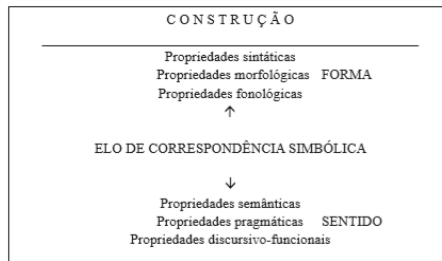 CONSTRUÇÃO
Propriedades sintáticas
Propriedades morfológicas FORMA
Propriedades fonológicas
↑
ELO DE CORRESPONDÊNCIA SIMBÓLICA
↓
Propriedades semânticas
Propriedades pragmáticas SENTIDO
Propriedades discursivo-funcionais